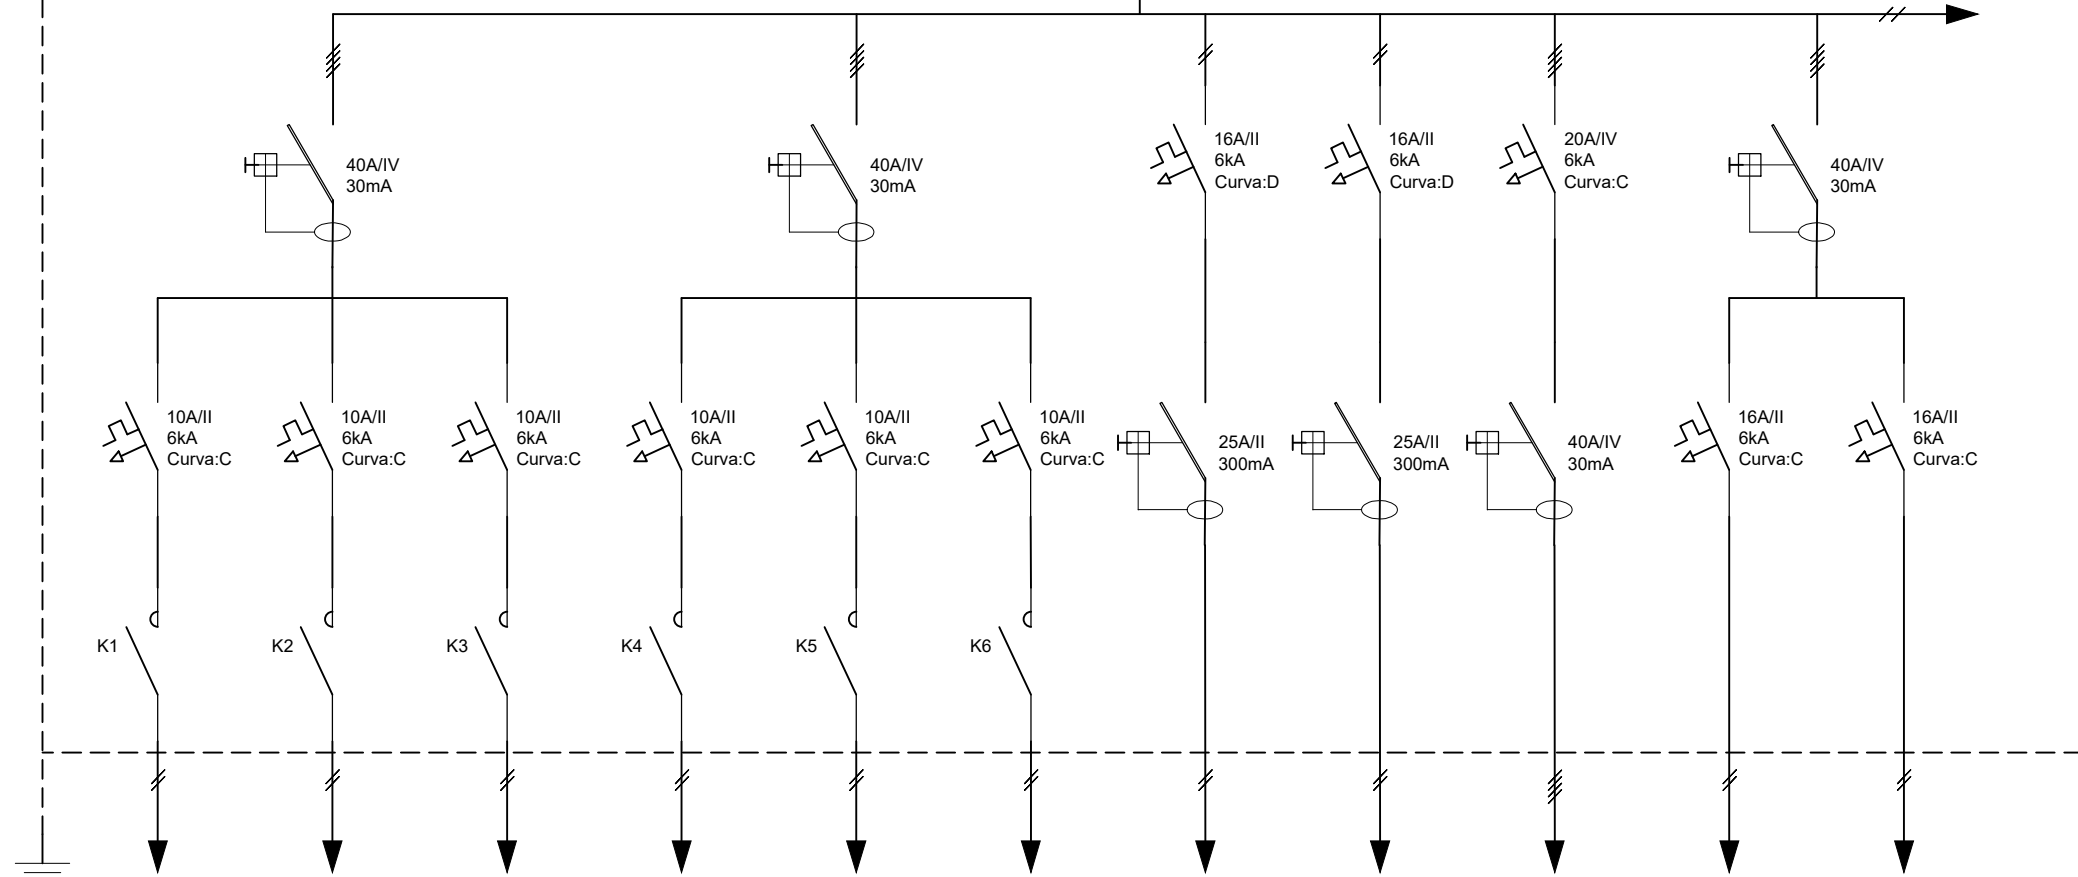 40A/IV
30mA
40A/IV
30mA
16A/II
6kA
Curva:D
16A/II
6kA
Curva:D
20A/IV
6kA
Curva:C
40A/IV
30mA
10A/II
6kA
Curva:C
10A/II
6kA
Curva:C
10A/II
6kA
Curva:C
10A/II
6kA
Curva:C
10A/II
6kA
Curva:C
10A/II
6kA
Curva:C
25A/II
300mA
25A/II
300mA
40A/IV
30mA
16A/II
6kA
Curva:C
16A/II
6kA
Curva:C
K1
K2
K3
K4
K5
K6